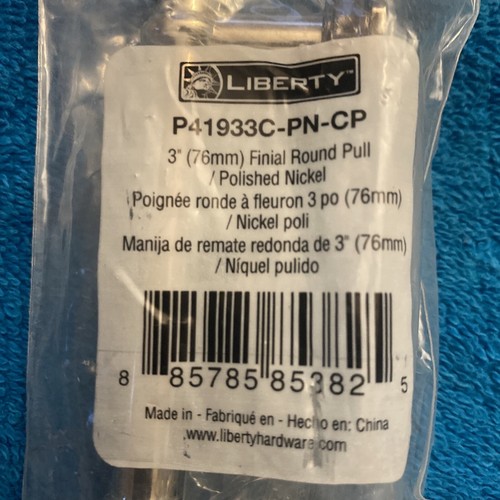 LIBERTY™
P41933C-PN-CP
3" (76mm) Finial Round Pull
/ Polished Nickel
Poignée ronde à fleuron 3 po (76mm)
/ Nickel poli
Manija de remate redonda de 3" (76mm)
/ Níquel pulido
8 85785 85382 5
Made in - Fabriqué en - Hecho en: China
www.libertyhardware.com